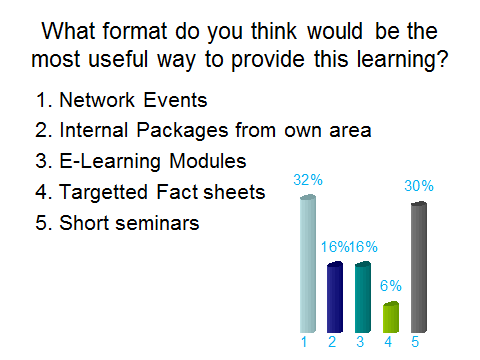 What format do you think would be the
most useful way to provide this learning?
1. Network Events
2. Internal Packages from own area
3. E-Learning Modules
4. Targetted Fact sheets
5. Short seminars
32%
30%
16%
16%
6%
1 2 3 4 5